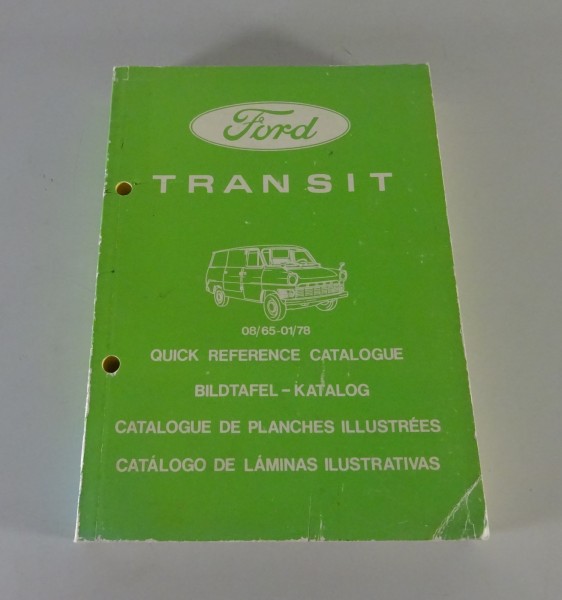 Ford
TRANSIT
08/65-01/78
QUICK REFERENCE CATALOGUE
BILDTAFEL-KATALOG
CATALOGUE DE PLANCHES ILLUSTRÉES
CATÁLOGO DE LÁMINAS ILUSTRATIVAS